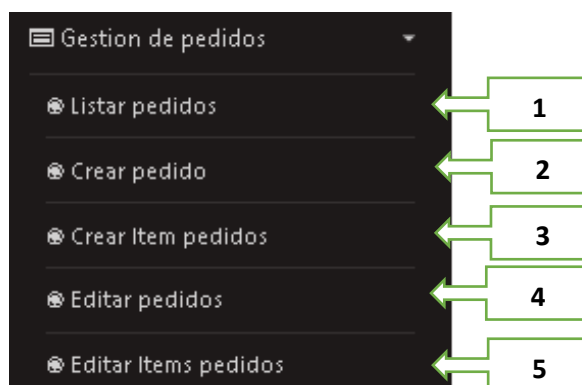 Gestion de pedidos
Listar pedidos
1
Crear pedido
2
Crear Item pedidos
3
Editar pedidos
4
Editar Items pedidos
5